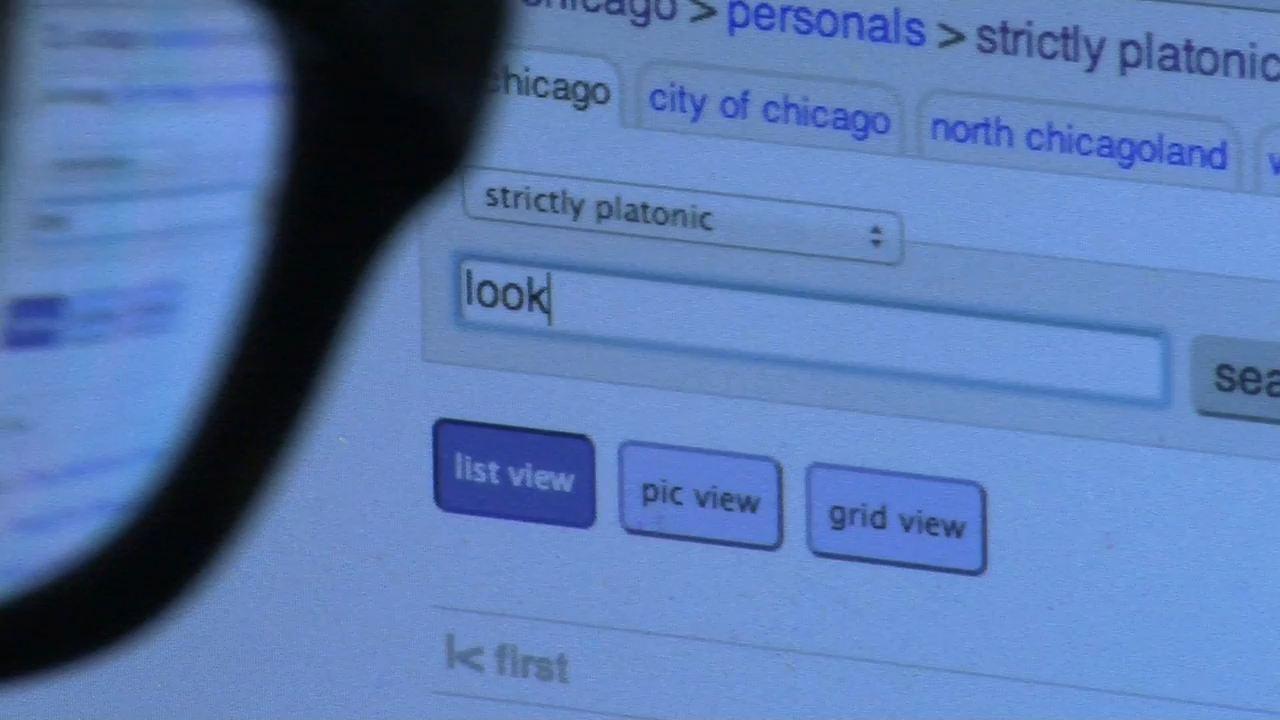 chicago > personals > strictly platonic
chicago city of chicago north chicagoland
strictly platonic
look
list view pic view grid view
first